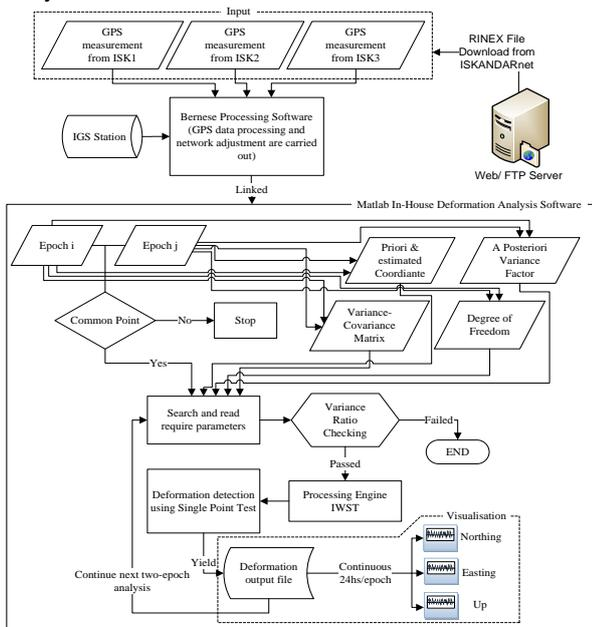 Input
GPS
measurement
from ISK1
GPS
measurement
from ISK2
GPS
measurement
from ISK3
RINEX File
Download from
ISKANDARnet
Web/ FTP Server
IGS Station
Bernese Processing Software
(GPS data processing and
network adjustment are carried
out)
Linked
Matlab In-House Deformation Analysis Software
Epoch i
Epoch j
Priori &
estimated
Coordiante
A Posteriori
Variance
Factor
Common Point
No
Stop
Variance-
Covariance
Matrix
Degree of
Freedom
Yes
Search and read
require parameters
Variance
Ratio
Checking
Failed
END
Passed
Deformation detection
using Single Point Test
Processing Engine
IWST
Visualisation
Yield
Continue next two-epoch
analysis
Deformation
output file
Continuous
24hs/epoch
Northing
Easting
Up